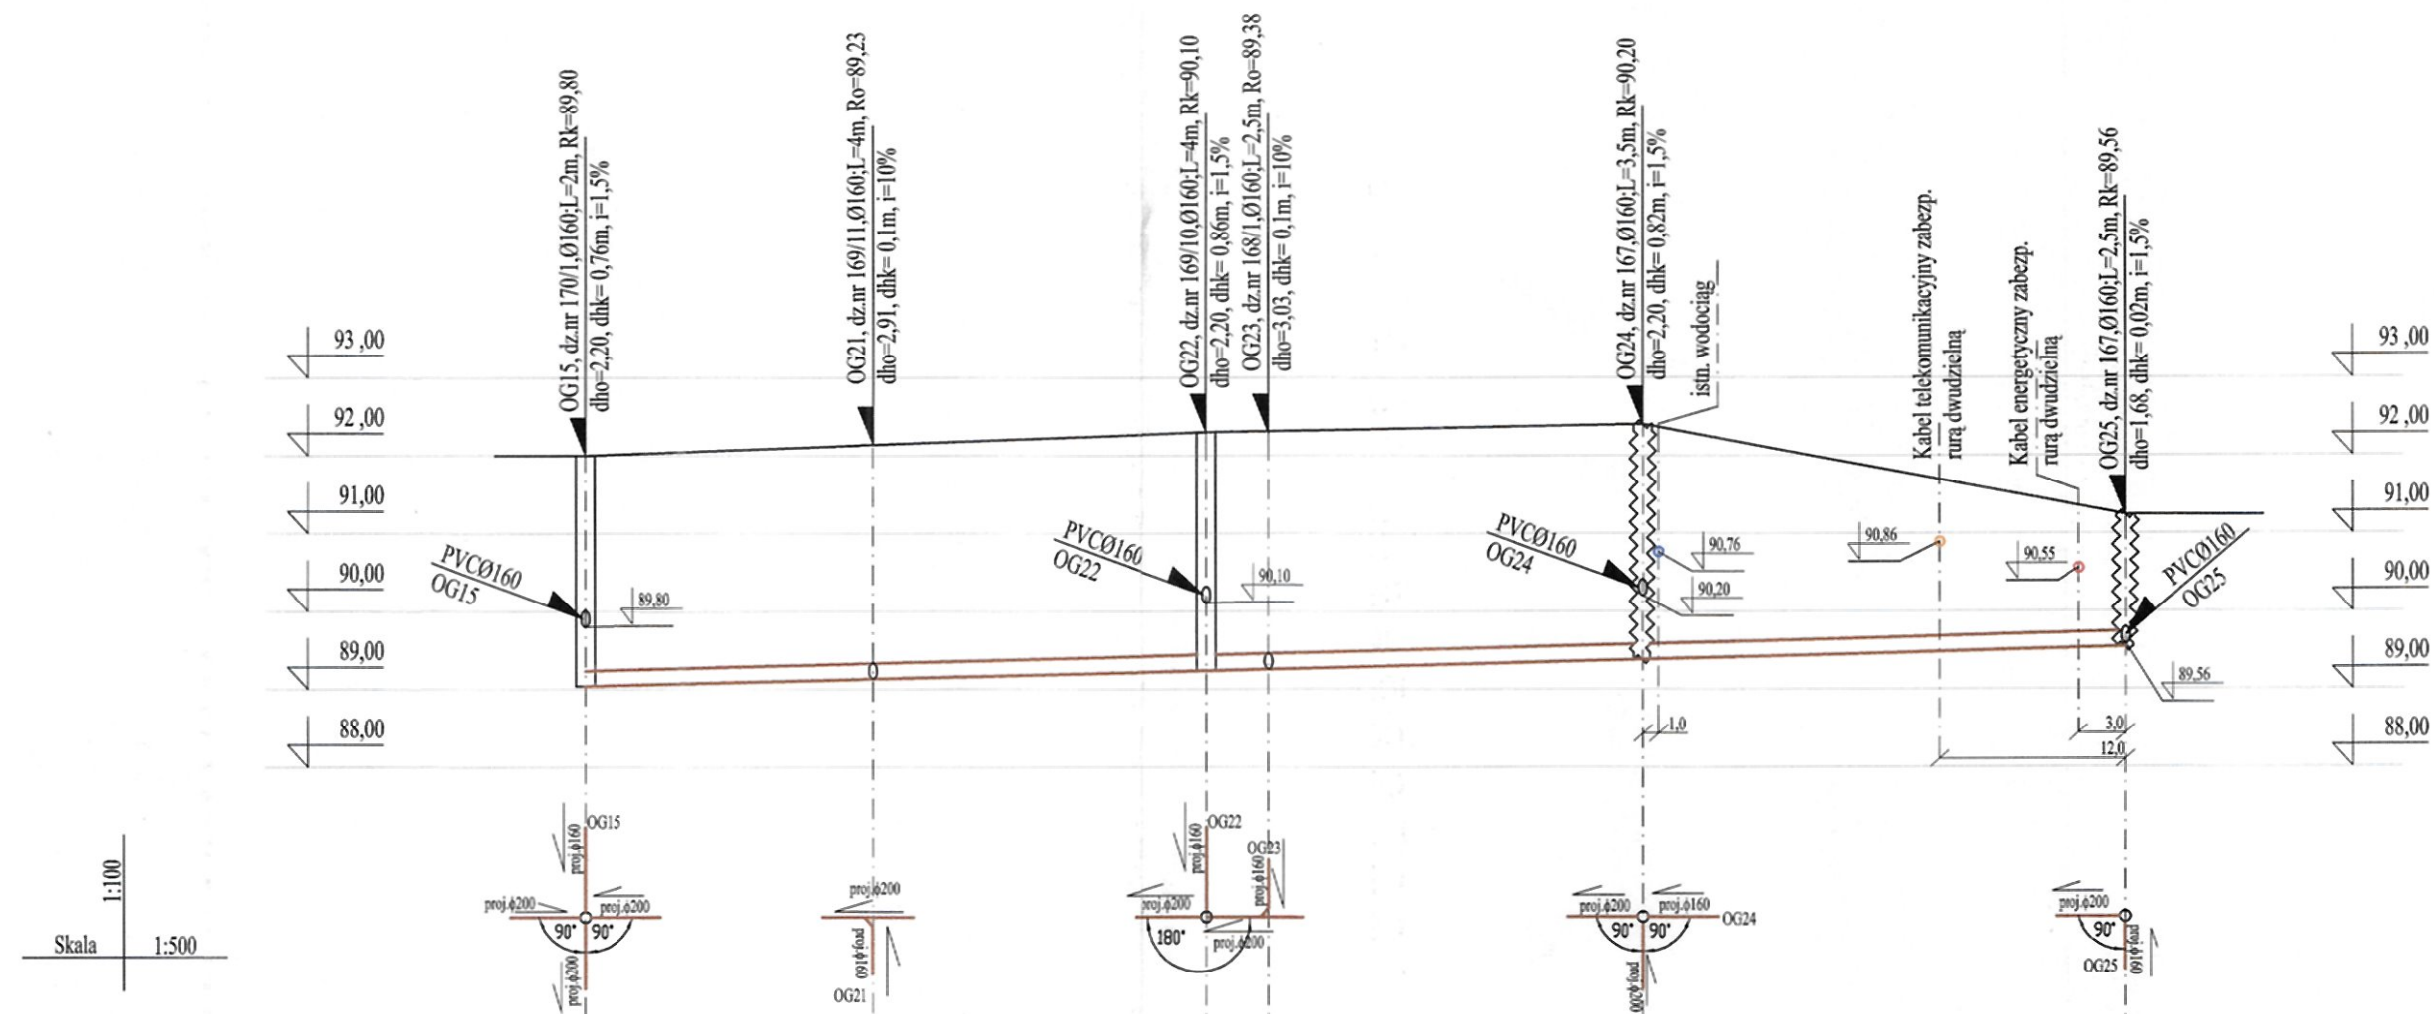 OG15, dz.nr 170/1,Ø160;L=2m, Rk=89,80
dho=2,20, dhk= 0,76m, i=1,5%
OG21, dz.nr 169/11,Ø160;L=4m, Ro=89,23
dho=2,91, dhk= 0,1m, i=10%
OG22, dz.nr 169/10,Ø160;L=4m, Rk=90,10
dho=2,20, dhk= 0,86m, i=1,5%
OG23, dz.nr 168/1,Ø160;L=2,5m, Ro=89,38
dho=3,03, dhk= 0,1m, i=10%
OG24, dz.nr 167,Ø160;L=3,5m, Rk=90,20
dho=2,20, dhk= 0,82m, i=1,5%
istn. wodociąg
Kabel telekomunikacyjny zabezp.
rurą dwudzielną
Kabel energetyczny zabezp.
rurą dwudzielną
OG25, dz.nr 167,Ø160;L=2,5m, Rk=89,56
dho=1,68, dhk= 0,02m, i=1,5%
93 ,00
92 ,00
91,00
90,00
89,00
88,00
93 ,00
92 ,00
91,00
90,00
89,00
88,00
PVCØ160
OG15
89,80
PVCØ160
OG22
90,10
PVCØ160
OG24
90,76
90,20
90,86
90,55
PVCØ160
OG25
89,56
1,0
3,0
12,0
OG15
proj.ϕ160
proj.ϕ200
proj.ϕ200
90°
90°
proj.ϕ200
proj.ϕ200
proj.ϕ160
OG21
OG22
proj.ϕ160
OG23
proj.ϕ160
proj.ϕ200
180°
proj.ϕ200
proj.ϕ200
proj.ϕ160
OG24
90°
90°
proj.ϕ200
proj.ϕ200
90°
OG25
proj.ϕ160
1:100
Skala
1:500